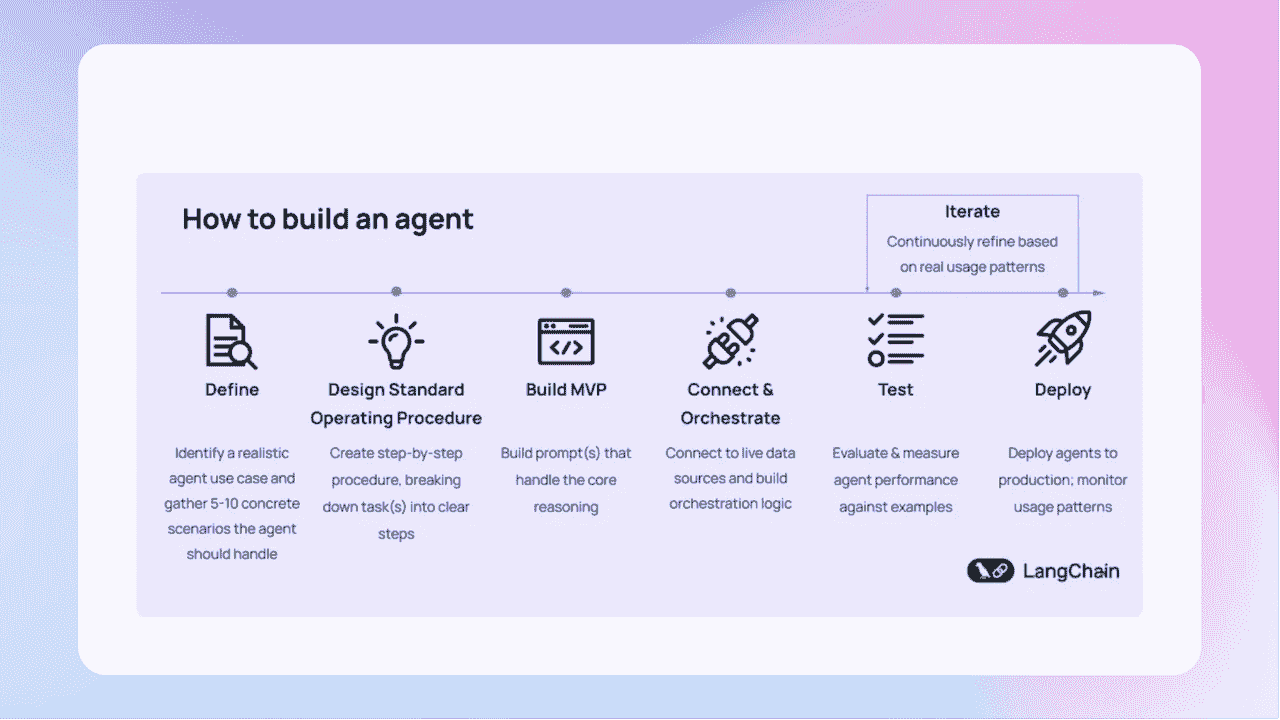 How to build an agent
Iterate
Continuously refine based
on real usage patterns
Define
Identify a realistic
agent use case and
gather 5-10 concrete
scenarios the agent
should handle
Design Standard
Operating Procedure
Create step-by-step
procedure, breaking
down task(s) into clear
steps
Build MVP
Build prompt(s) that
handle the core
reasoning
Connect &
Orchestrate
Connect to live data
sources and build
orchestration logic
Test
Evaluate & measure
agent performance
against examples
Deploy
Deploy agents to
production; monitor
usage patterns
LangChain